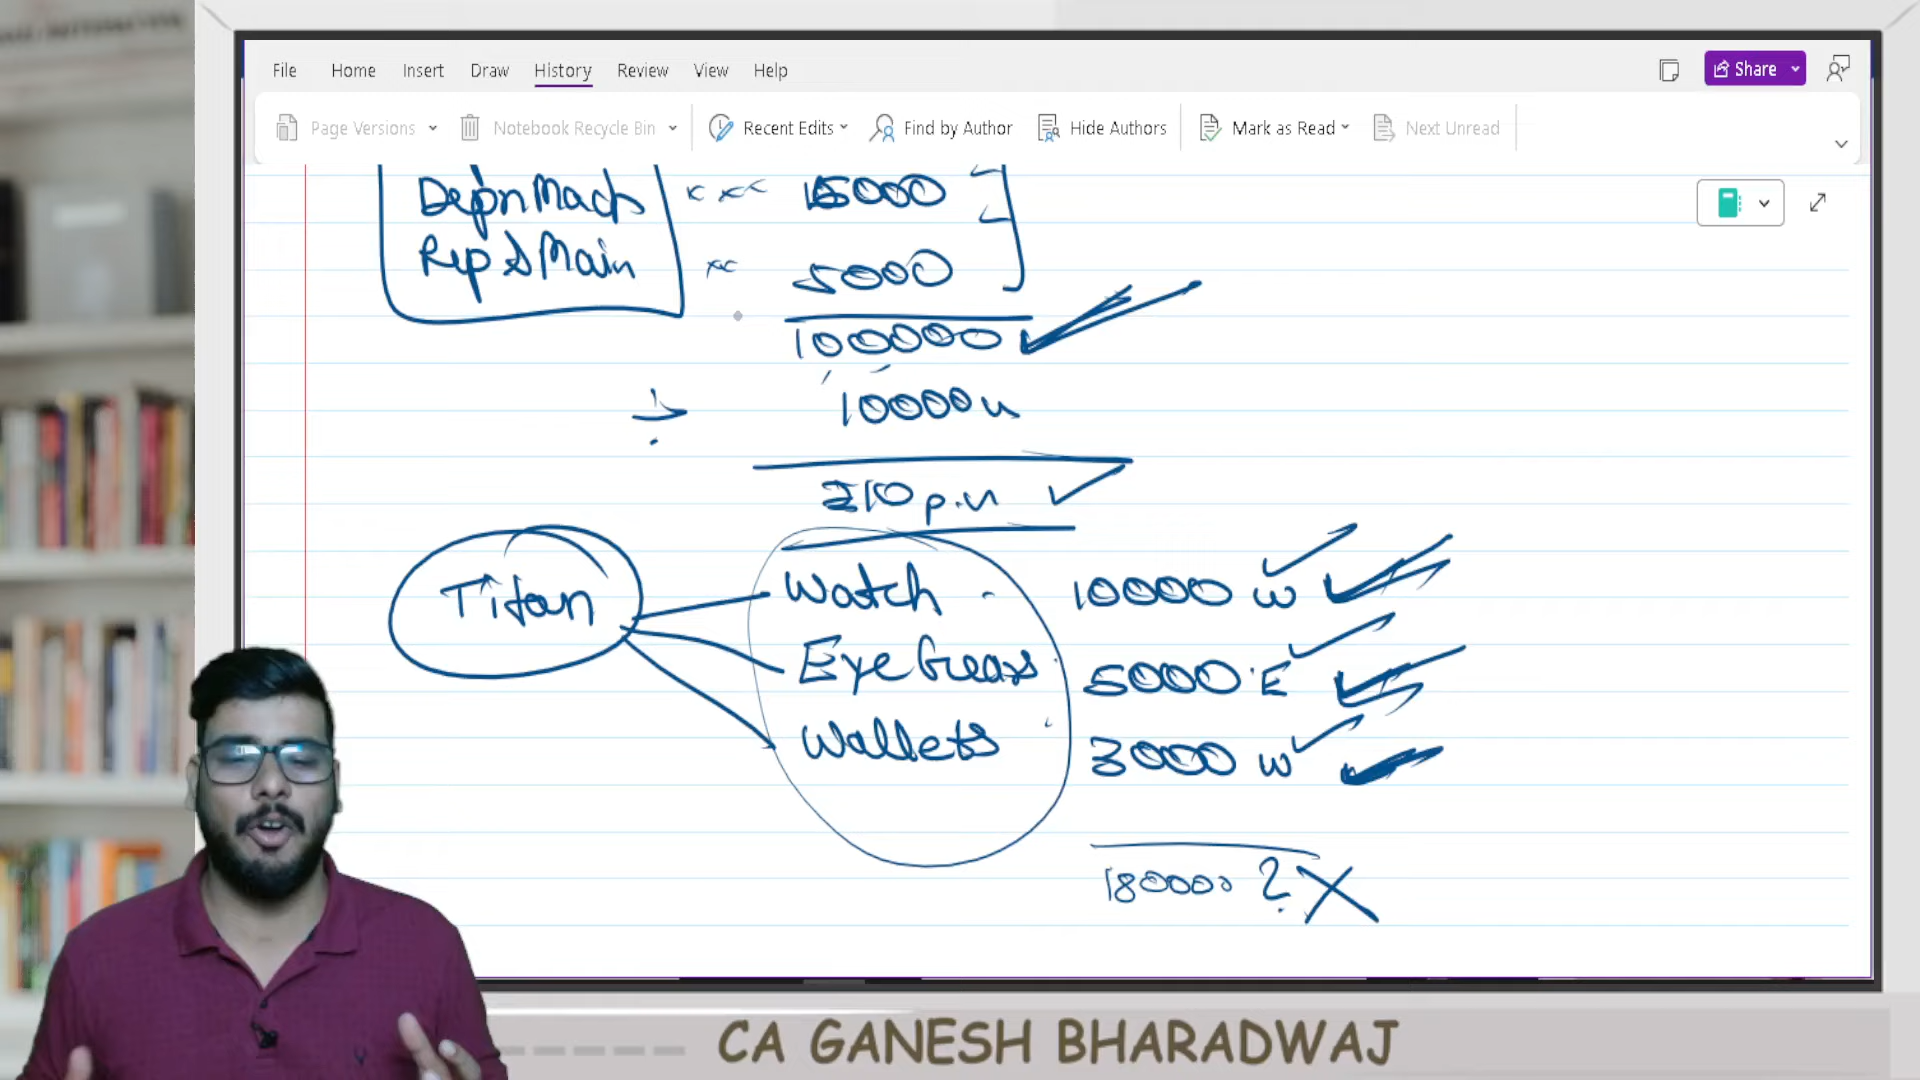 File Home Insert Draw History Review View Help Share
Page Versions Notebook Recycle Bin Recent Edits Find by Author Hide Authors Mark as Read Next Unread
Depn Mach 15000
Rep & Main 5000
100000
÷ 10000 u
10 p.u
Titan
Watch 10000 W
Eye Gears 5000 E
Wallets 3000 W
180000 ?
CA GANESH BHARADWAJ